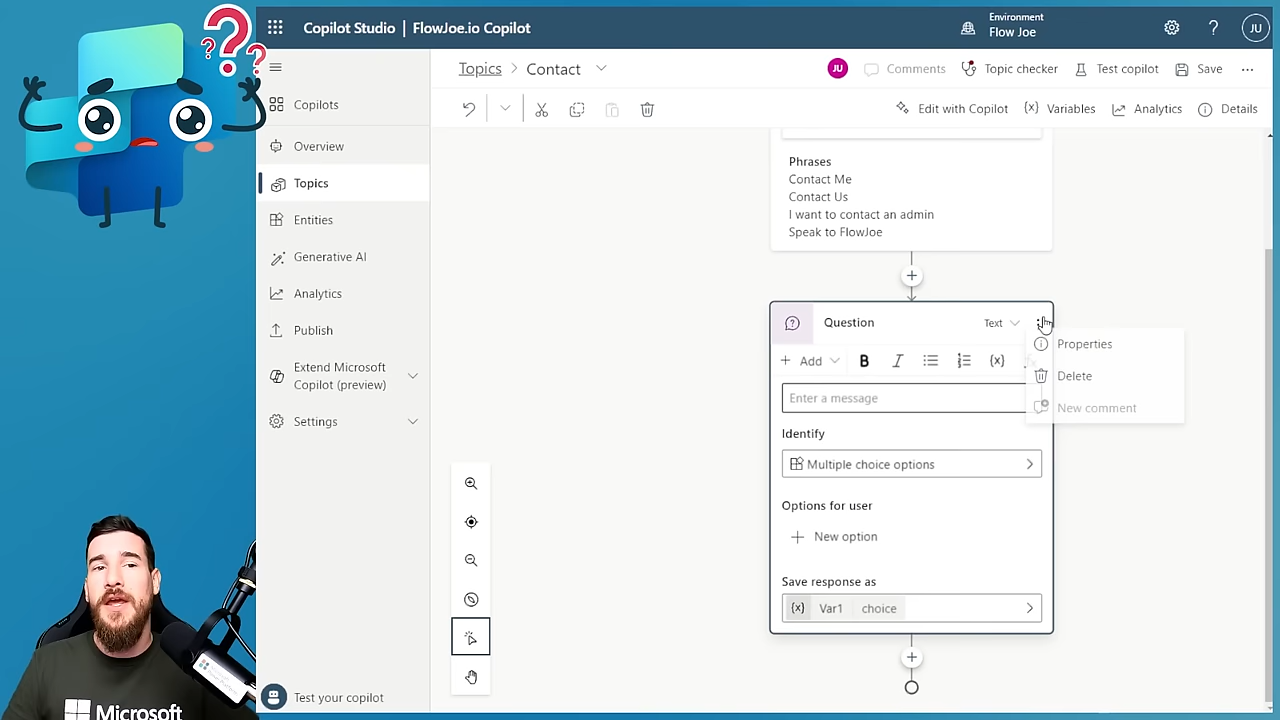 Copilot Studio | FlowJoe.io Copilot
Environment
Flow Joe
? JU
Topics > Contact
JU Comments Topic checker Test copilot Save ...
Edit with Copilot (x) Variables Analytics Details
Copilots
Overview
Topics
Entities
Generative AI
Analytics
Publish
Extend Microsoft
Copilot (preview)
Settings
Test your copilot
Phrases
Contact Me
Contact Us
I want to contact an admin
Speak to FlowJoe
Question Text
Properties
Delete
New comment
+ Add B I (x)
Enter a message
Identify
Multiple choice options
Options for user
+ New option
Save response as
(x) Var1 choice
???
Microsoft